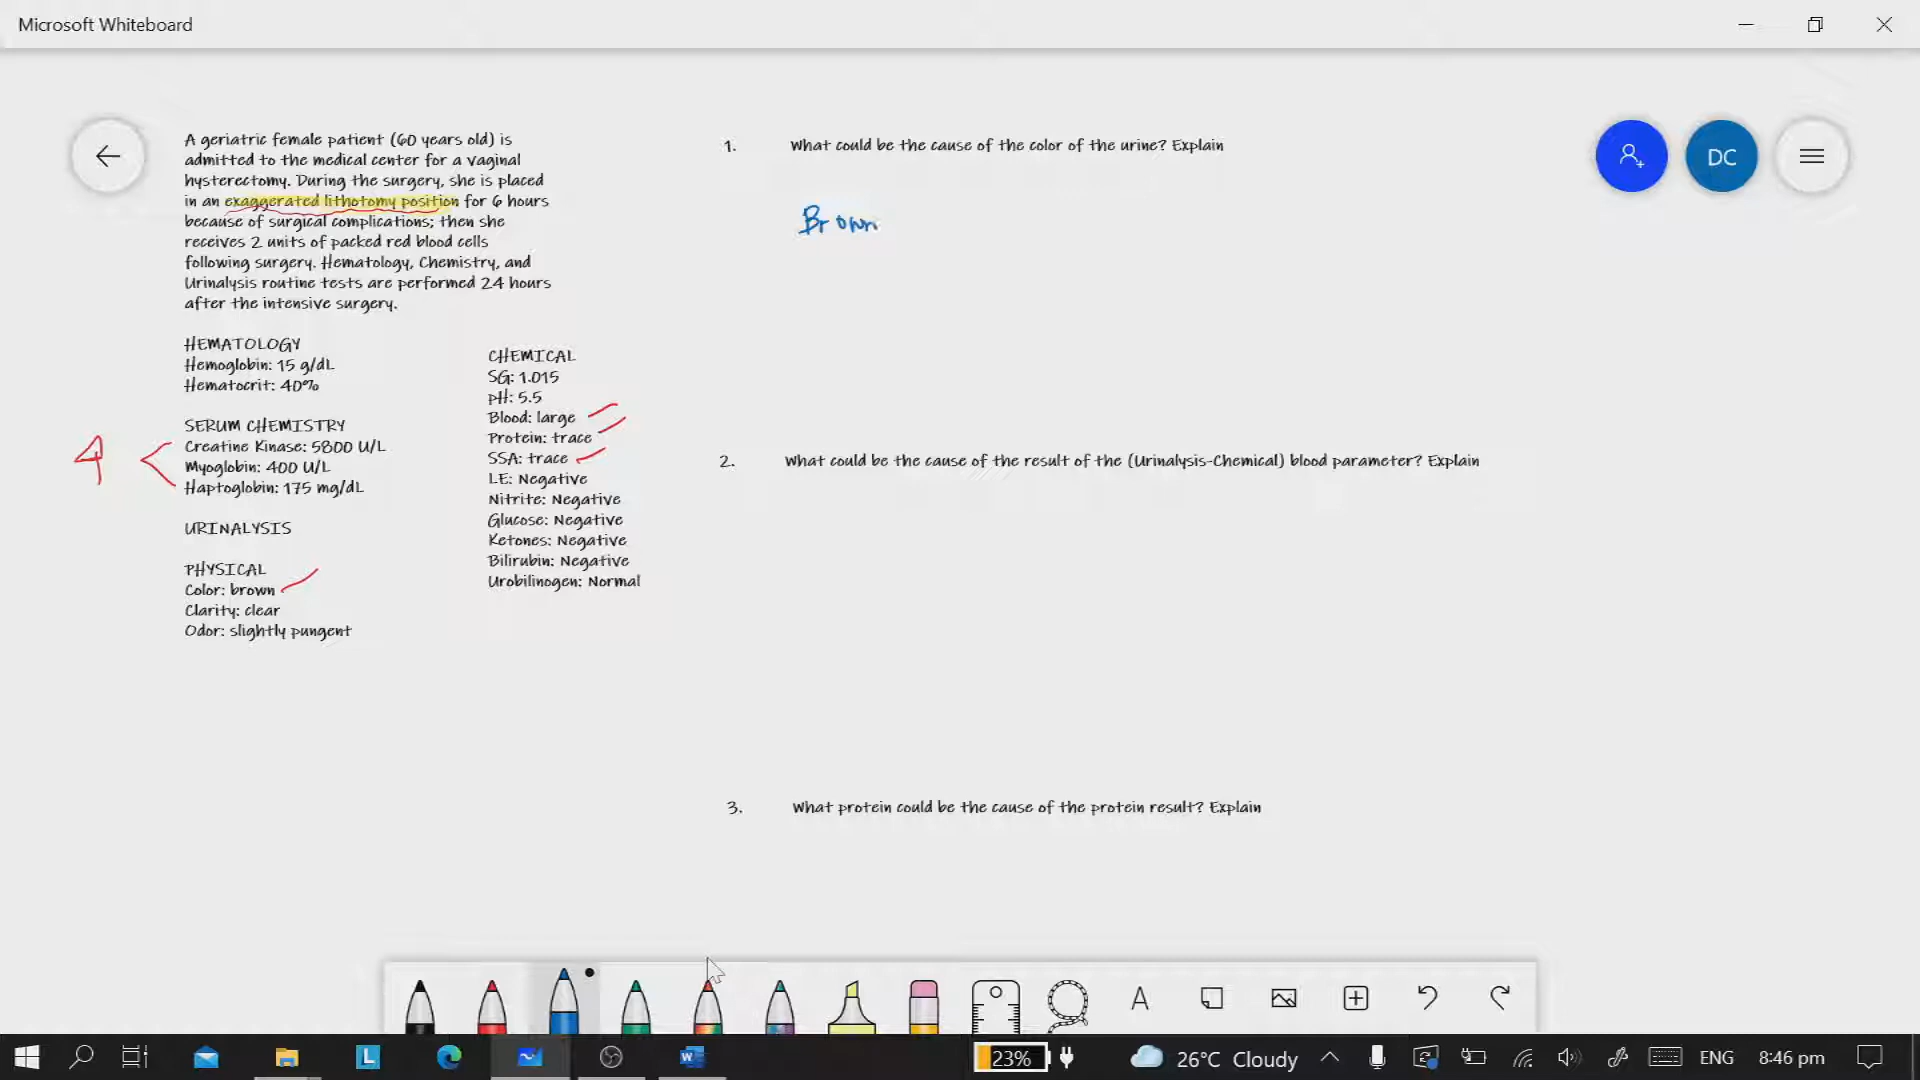 Microsoft Whiteboard
A geriatric female patient (60 years old) is
admitted to the medical center for a vaginal
hysterectomy. During the surgery, she is placed
in an exaggerated lithotomy position for 6 hours
because of surgical complications; then she
receives 2 units of packed red blood cells
following surgery. Hematology, Chemistry, and
Urinalysis routine tests are performed 24 hours
after the intensive surgery.
HEMATOLOGY
Hemoglobin: 15 g/dL
Hematocrit: 40%
SERUM CHEMISTRY
Creatine Kinase: 5800 U/L
Myoglobin: 400 U/L
Haptoglobin: 175 mg/dL
4
URINALYSIS
PHYSICAL
Color: brown
Clarity: clear
Odor: slightly pungent
CHEMICAL
SG: 1.015
pH: 5.5
Blood: large
Protein: trace
SSA: trace
LE: Negative
Nitrite: Negative
Glucose: Negative
Ketones: Negative
Bilirubin: Negative
Urobilinogen: Normal
1. What could be the cause of the color of the urine? Explain
Brown
2. What could be the cause of the result of the (Urinalysis-Chemical) blood parameter? Explain
3. What protein could be the cause of the protein result? Explain
DC
A
L
W
23%
26°C Cloudy
ENG
8:46 pm